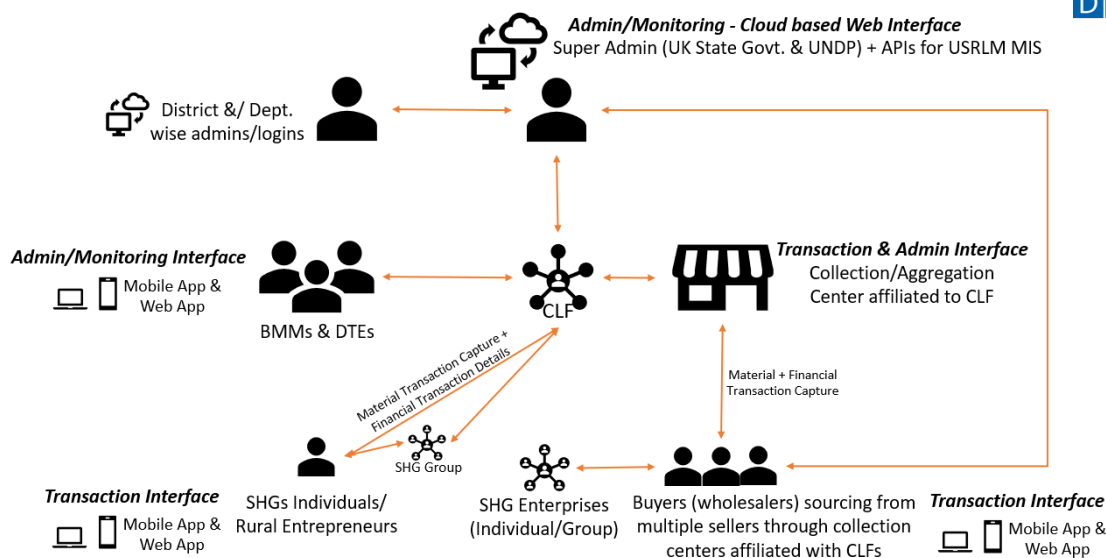 D
Admin/Monitoring - Cloud based Web Interface
Super Admin (UK State Govt. & UNDP) + APIs for USRLM MIS
District &/ Dept.
wise admins/logins
Admin/Monitoring Interface
Mobile App &
Web App
BMMs & DTEs
CLF
Transaction & Admin Interface
Collection/Aggregation
Center affiliated to CLF
Material Transaction Capture +
Financial Transaction Details
Material + Financial
Transaction Capture
SHG Group
Transaction Interface
Mobile App &
Web App
SHGs Individuals/
Rural Entrepreneurs
SHG Enterprises
(Individual/Group)
Buyers (wholesalers) sourcing from
multiple sellers through collection
centers affiliated with CLFs
Transaction Interface
Mobile App &
Web App